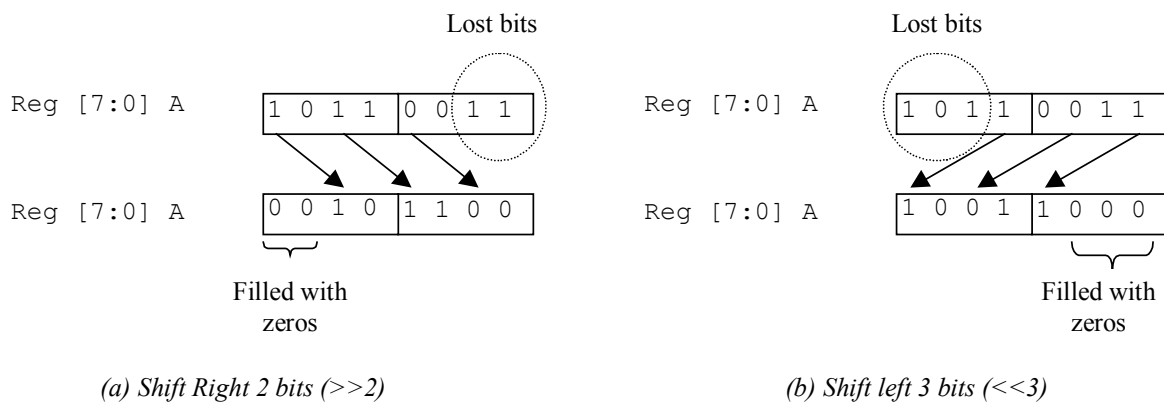 Lost bits
Reg [7:0] A
1 0 1 1 0 0 1 1
Reg [7:0] A
0 0 1 0 1 1 0 0
Filled with
zeros
(a) Shift Right 2 bits (>>2)
Lost bits
Reg [7:0] A
1 0 1 1 0 0 1 1
Reg [7:0] A
1 0 0 1 1 0 0 0
Filled with
zeros
(b) Shift left 3 bits (<<3)